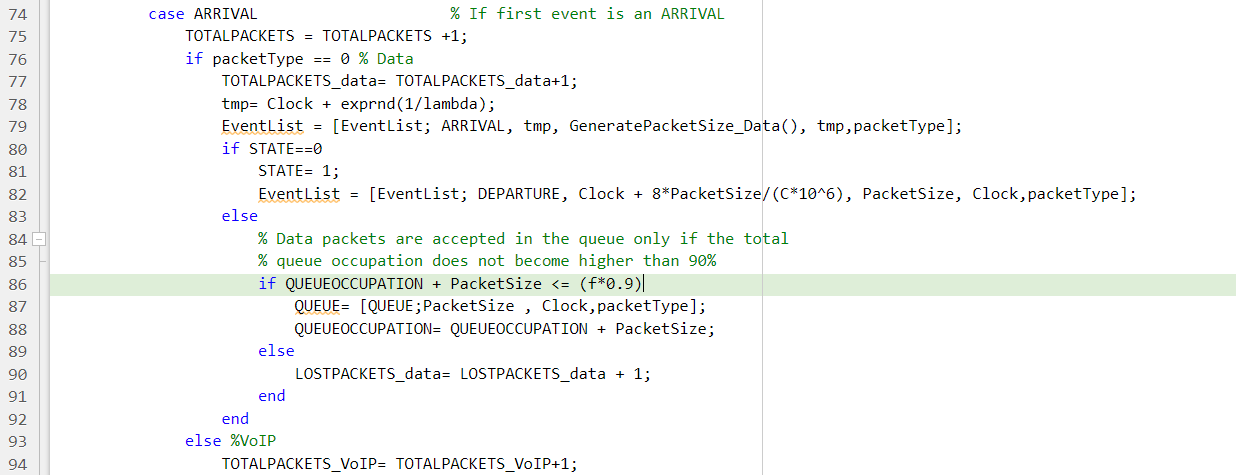 74 case ARRIVAL % If first event is an ARRIVAL
75 TOTALPACKETS = TOTALPACKETS +1;
76 if packetType == 0 % Data
77 TOTALPACKETS_data= TOTALPACKETS_data+1;
78 tmp= Clock + exprnd(1/lambda);
79 EventList = [EventList; ARRIVAL, tmp, GeneratePacketSize_Data(), tmp,packetType];
80 if STATE==0
81 STATE= 1;
82 EventList = [EventList; DEPARTURE, Clock + 8*PacketSize/(C*10^6), PacketSize, Clock,packetType];
83 else
84 % Data packets are accepted in the queue only if the total
85 % queue occupation does not become higher than 90%
86 if QUEUEOCCUPATION + PacketSize <= (f*0.9)
87 QUEUE= [QUEUE;PacketSize , Clock,packetType];
88 QUEUEOCCUPATION= QUEUEOCCUPATION + PacketSize;
89 else
90 LOSTPACKETS_data= LOSTPACKETS_data + 1;
91 end
92 end
93 else %VoIP
94 TOTALPACKETS_VoIP= TOTALPACKETS_VoIP+1;